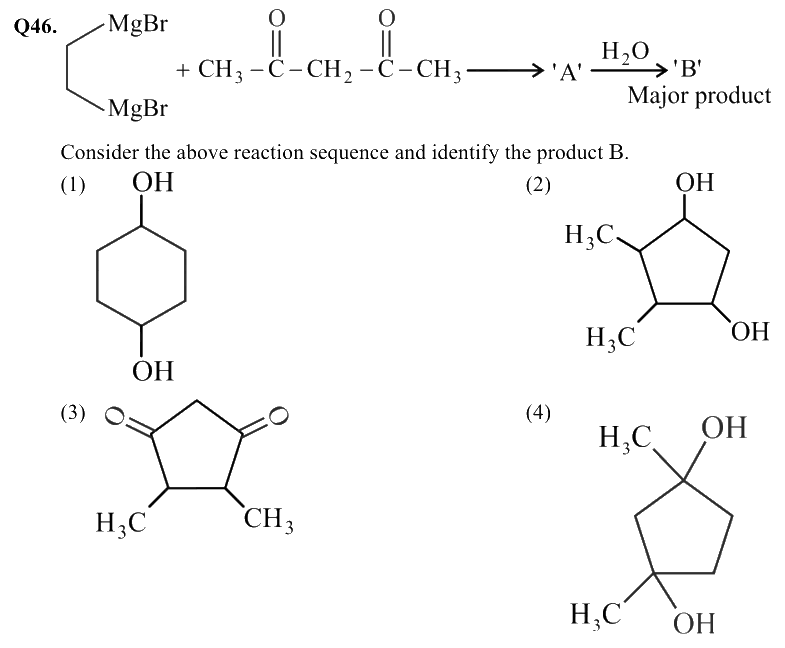 Q46. MgBr
MgBr
+ CH₃–C–CH₂–C–CH₃ 'A' H₂O 'B'
O O
Major product
Consider the above reaction sequence and identify the product B.
(1) OH
OH
(2) OH
H₃C
H₃C OH
(3) O O
H₃C CH₃
(4) H₃C OH
H₃C OH